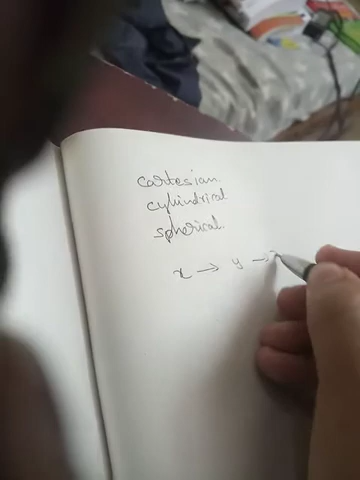 cartesian.
cylindrical
spherical.
x → y →